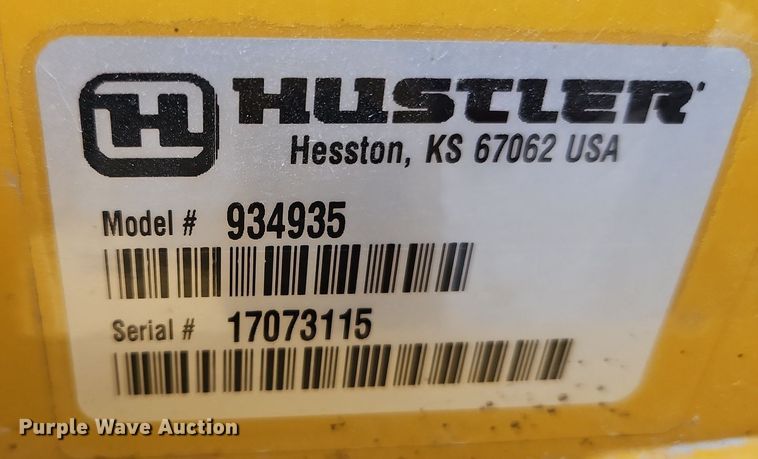 H HUSTLER
Hesston, KS 67062 USA
Model # 934935
Serial # 17073115
Purple Wave Auction